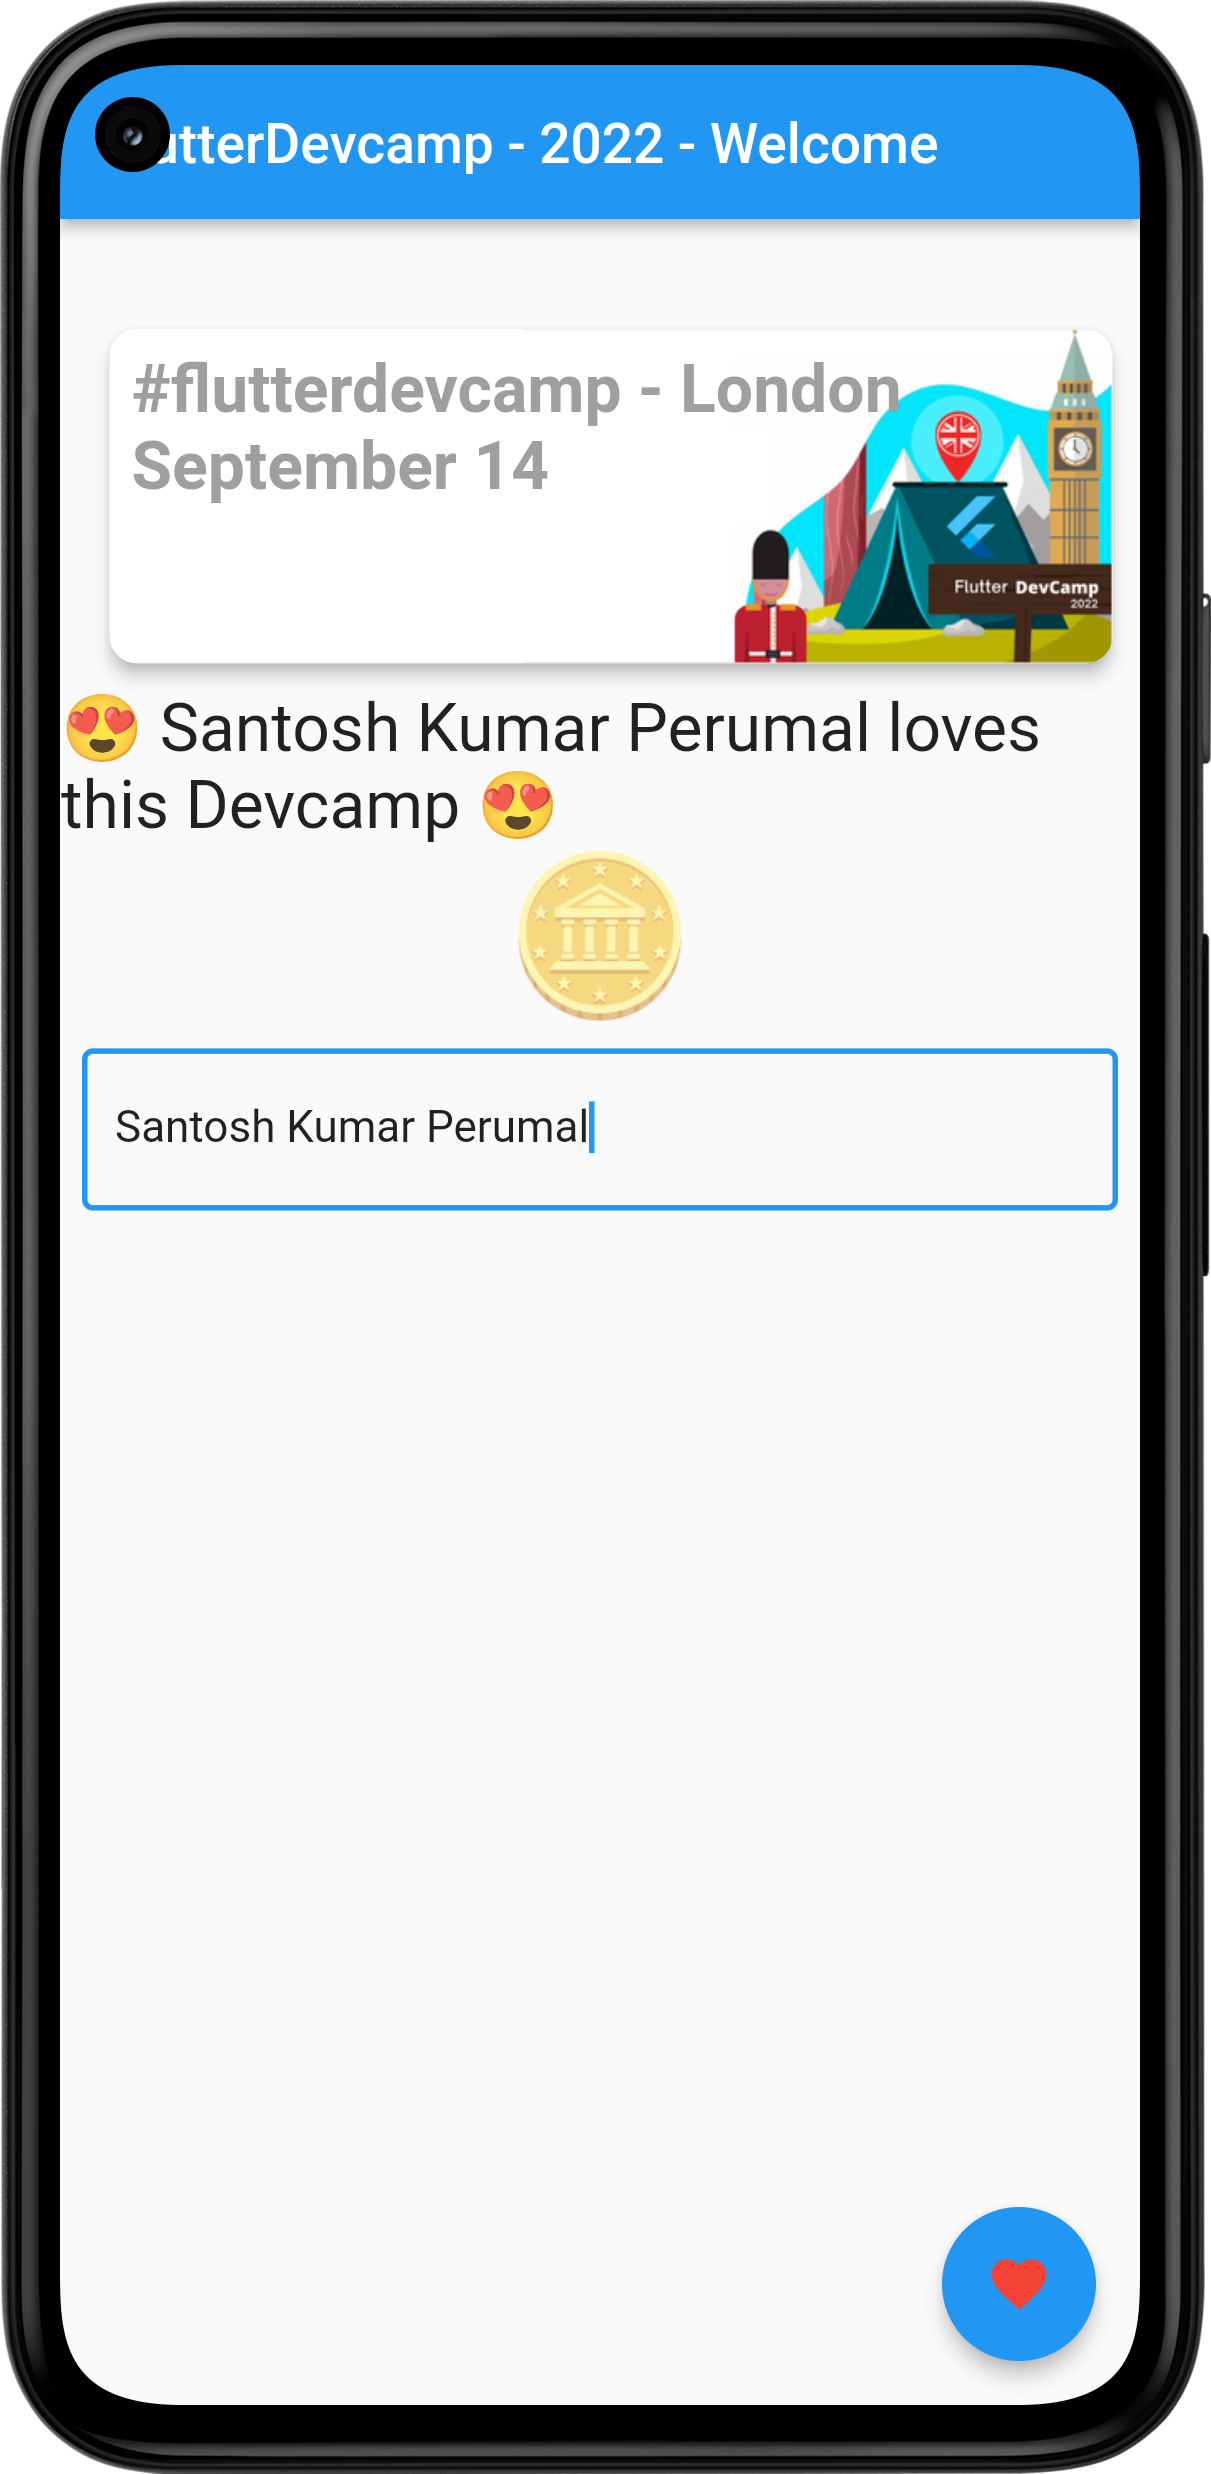 utterDevcamp - 2022 - Welcome
#flutterdevcamp - London
September 14
Flutter DevCamp
2022
😍 Santosh Kumar Perumal loves
this Devcamp 😍
Santosh Kumar Perumal